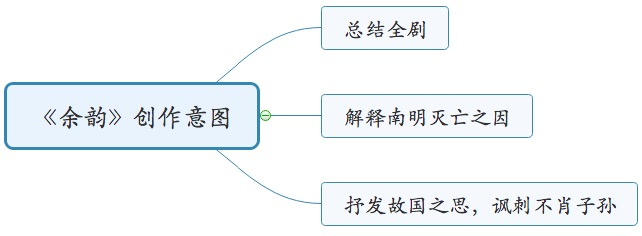 《余韵》创作意图
总结全刷
解释南明灭亡之因
抒发故国之思，讽刺不肖子孙